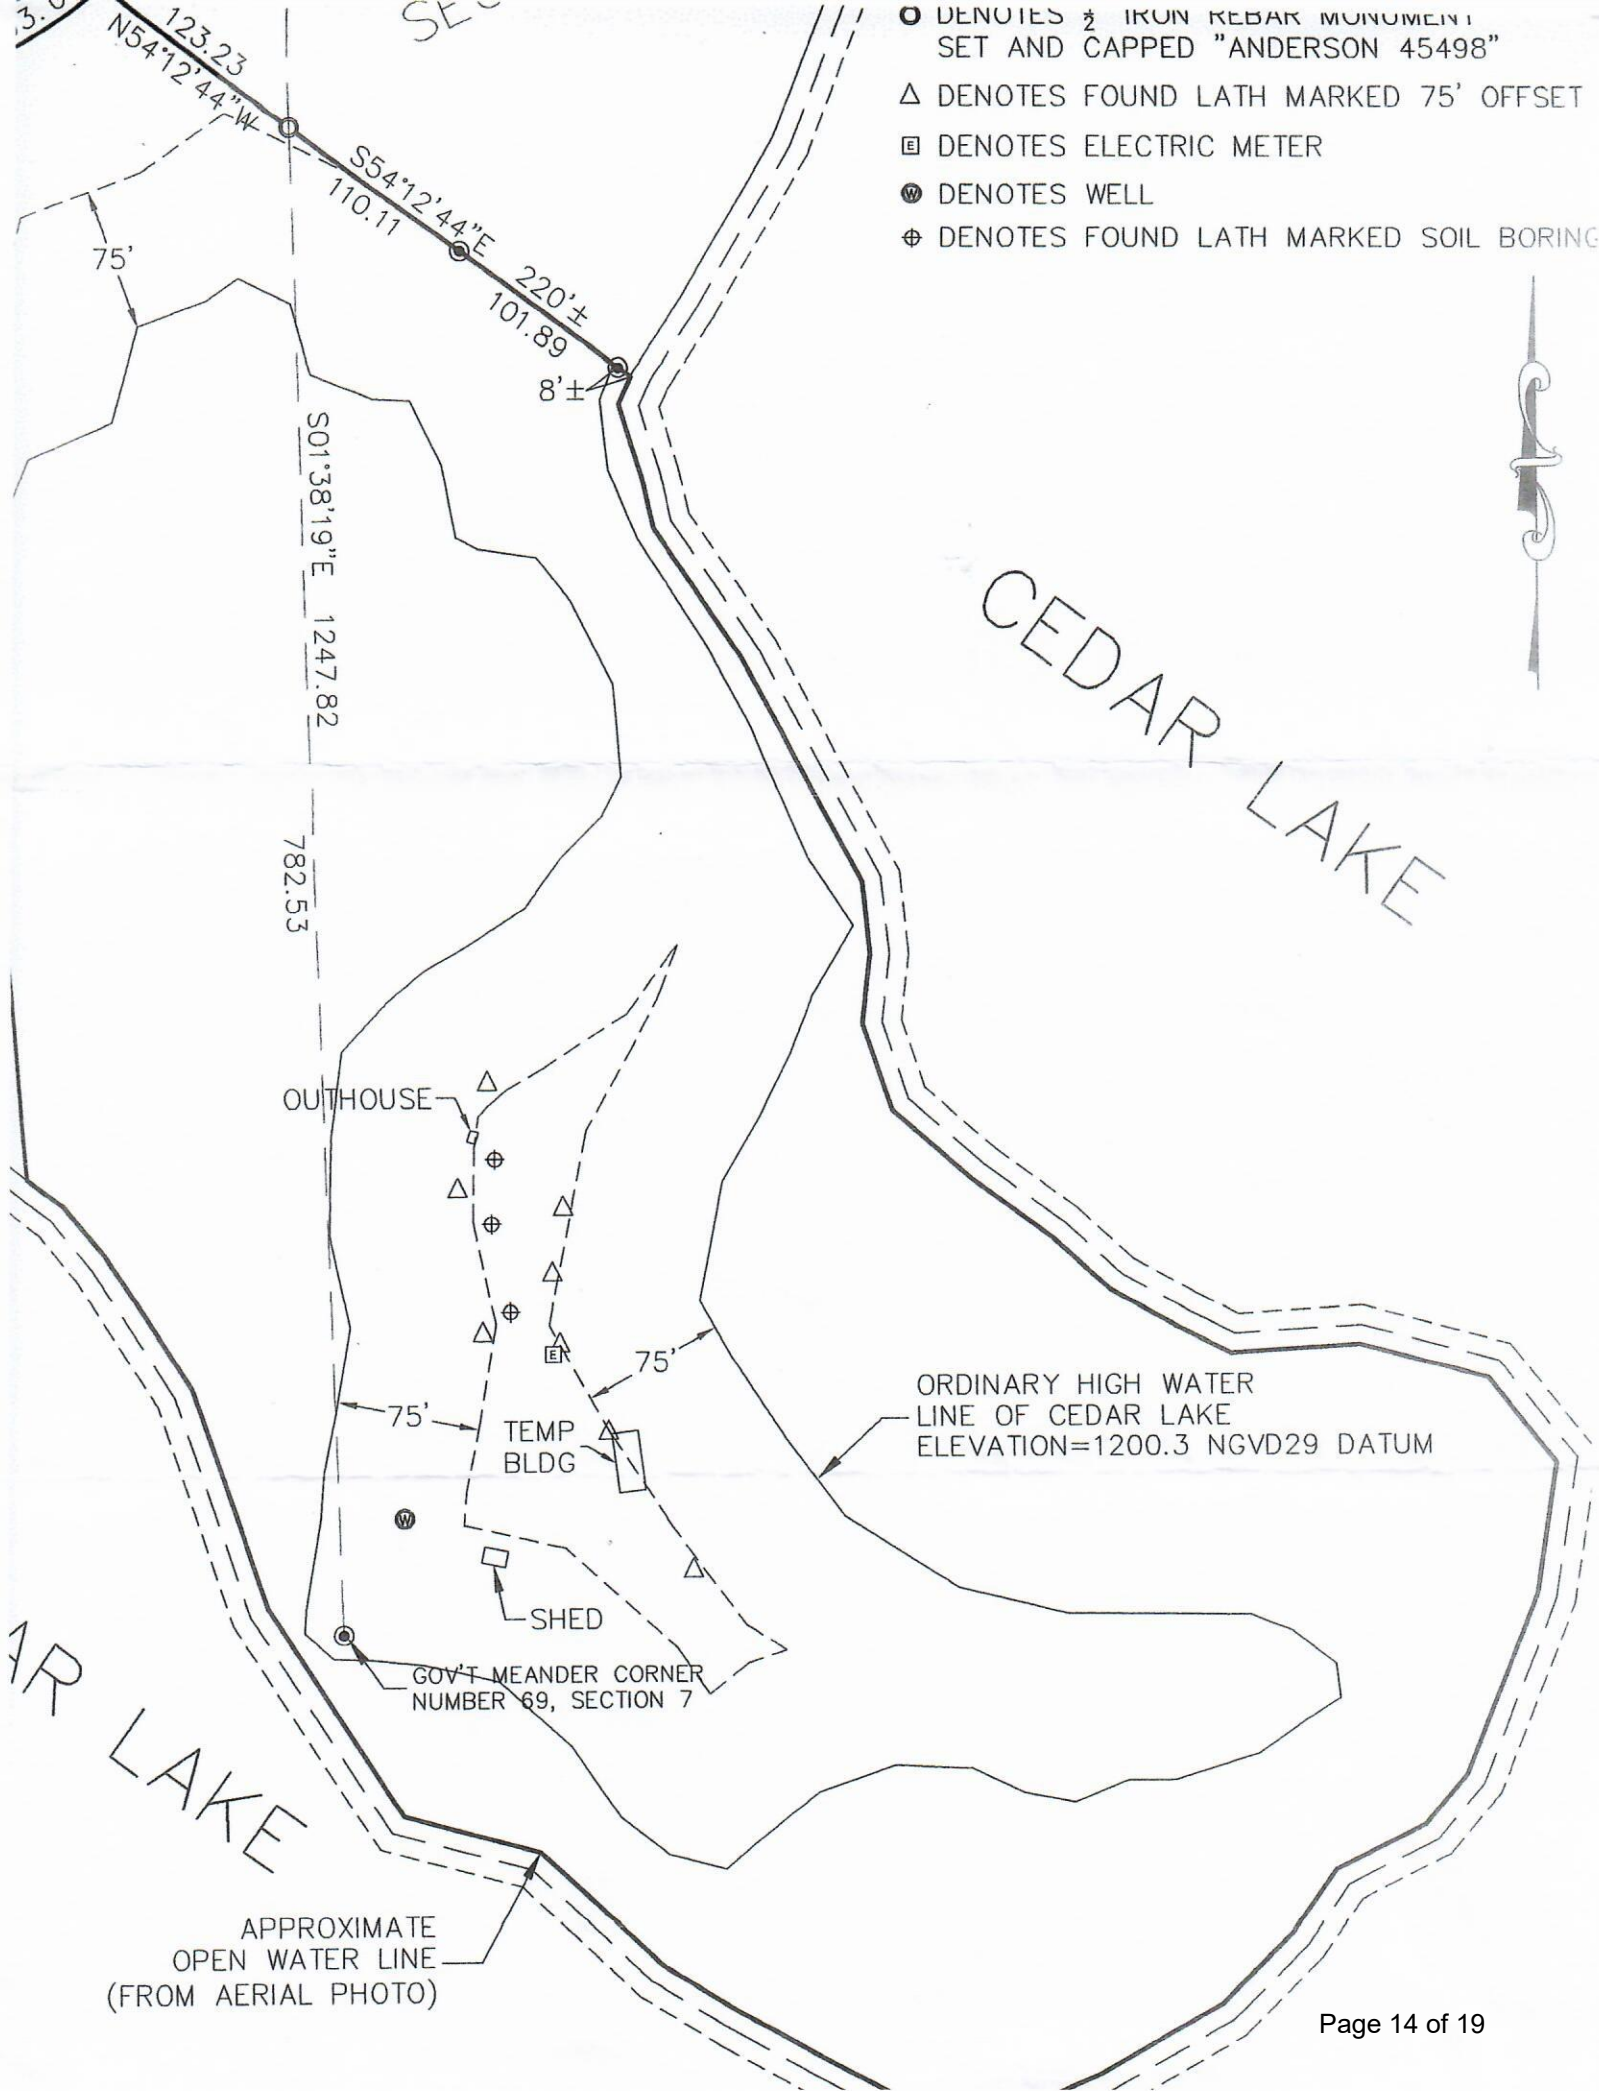 DENOTES ½ IRON REBAR MONUMENT
SET AND CAPPED "ANDERSON 45498"
DENOTES FOUND LATH MARKED 75' OFFSET
E DENOTES ELECTRIC METER
W DENOTES WELL
DENOTES FOUND LATH MARKED SOIL BORING
123.23
N54°12'44"W
S54°12'44"E
110.11
220'±
101.89
8'±
75'
S01°38'19"E 1247.82
782.53
CEDAR LAKE
OUTHOUSE
E
75'
75'
TEMP
BLDG
ORDINARY HIGH WATER
LINE OF CEDAR LAKE
ELEVATION=1200.3 NGVD29 DATUM
W
SHED
GOV'T MEANDER CORNER
NUMBER 69, SECTION 7
AR LAKE
APPROXIMATE
OPEN WATER LINE
(FROM AERIAL PHOTO)
Page 14 of 19